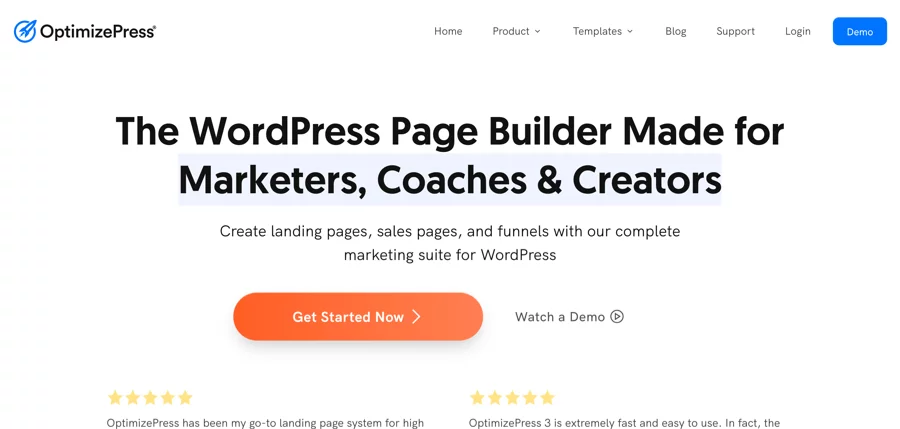 OptimizePress®
Home Product Templates Blog Support Login Demo
The WordPress Page Builder Made for
Marketers, Coaches & Creators
Create landing pages, sales pages, and funnels with our complete
marketing suite for WordPress
Get Started Now
Watch a Demo
OptimizePress has been my go-to landing page system for high
OptimizePress 3 is extremely fast and easy to use. In fact, the